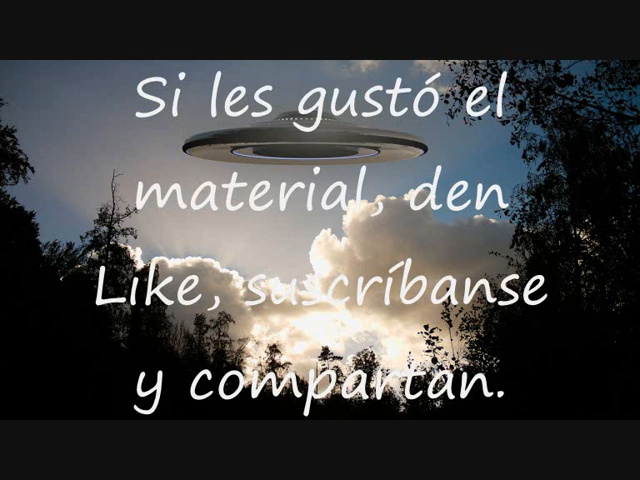 Si les gustó el
material, den
Like, suscríbanse
y compartan.